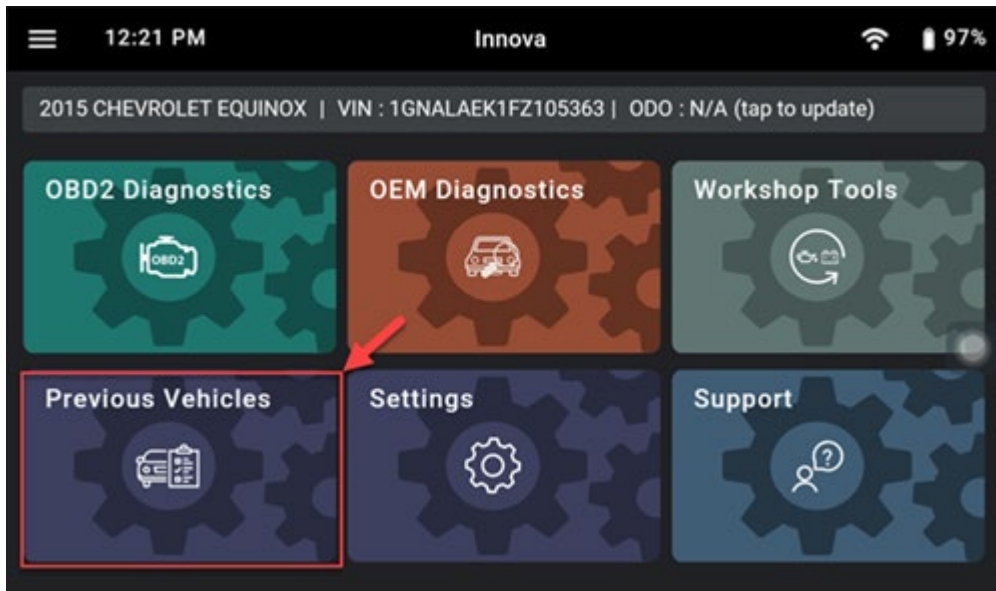 12:21 PM Innova 97%
2015 CHEVROLET EQUINOX | VIN : 1GNALAEK1FZ105363 | ODO : N/A (tap to update)
OBD2 Diagnostics OEM Diagnostics Workshop Tools
OBD2
Previous Vehicles Settings Support
?